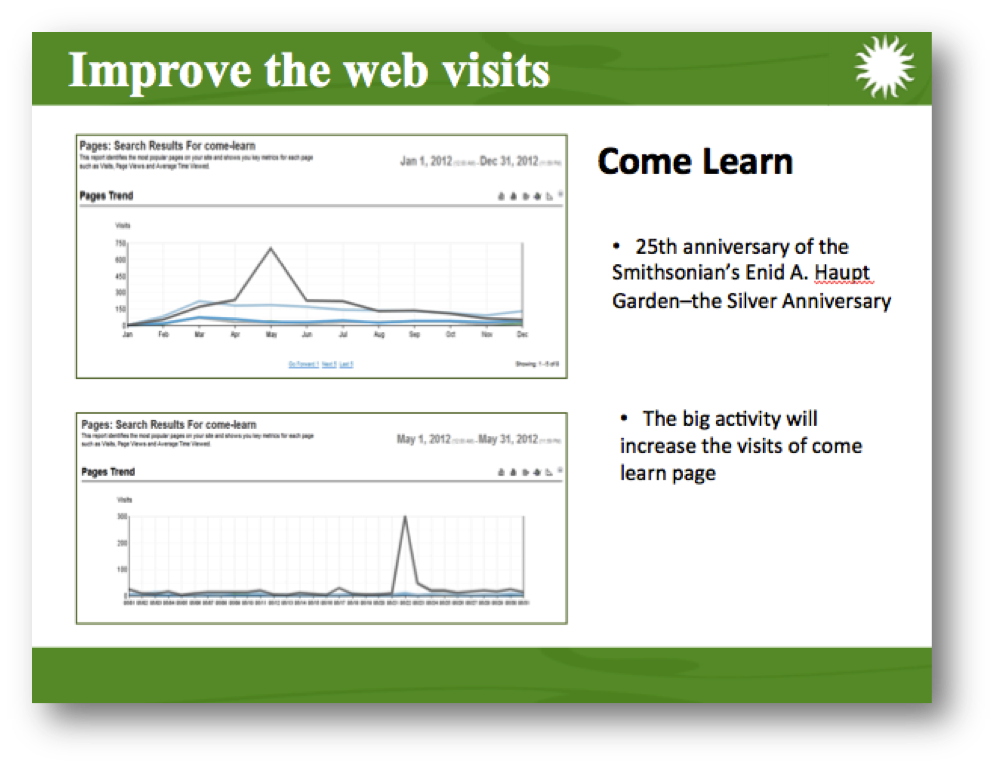 Improve the web visits
Pages: Search Results For come-learn
This report identifies the most popular pages on your site and shows you key metrics for each page
such as Visits, Page Views and Average Time Viewed.
Jan 1, 2012 - Dec 31, 2012
Pages Trend
Visits
750
600
450
300
150
0
Jan Feb Mar Apr May Jun Jul Aug Sep Oct Nov Dec
Go Forward 1 Next 5 Last 5
Showing: 1-5 of 9
Pages: Search Results For come-learn
This report identifies the most popular pages on your site and shows you key metrics for each page
such as Visits, Page Views and Average Time Viewed.
May 1, 2012 - May 31, 2012
Pages Trend
Visits
300
200
100
0
Come Learn
• 25th anniversary of the
Smithsonian’s Enid A. Haupt
Garden–the Silver Anniversary
• The big activity will
increase the visits of come
learn page